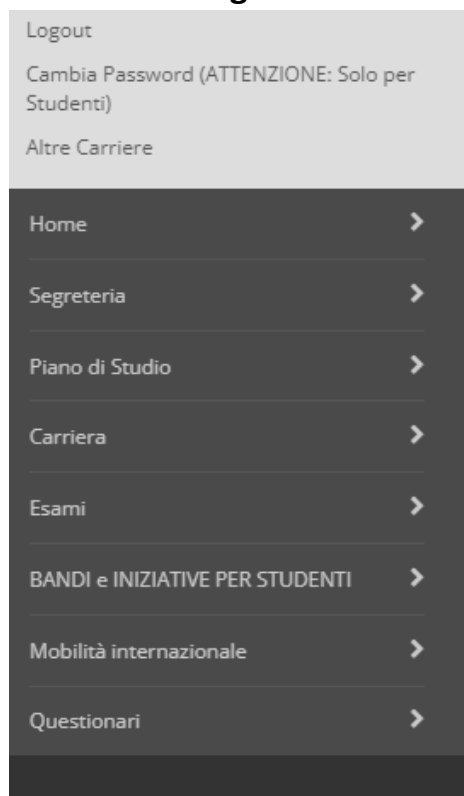 Logout
Cambia Password (ATTENZIONE: Solo per
Studenti)
Altre Carriere
Home
Segreteria
Piano di Studio
Carriera
Esami
BANDI e INIZIATIVE PER STUDENTI
Mobilità internazionale
Questionari